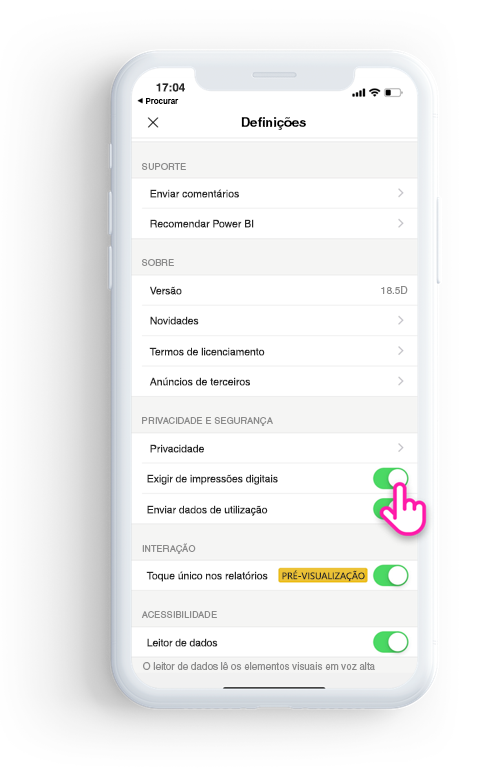 17:04
◀ Procurar
Definições
SUPORTE
Enviar comentários
Recomendar Power BI
SOBRE
Versão 18.5D
Novidades
Termos de licenciamento
Anúncios de terceiros
PRIVACIDADE E SEGURANÇA
Privacidade
Exigir de impressões digitais
Enviar dados de utilização
INTERAÇÃO
Toque único nos relatórios PRÉ-VISUALIZAÇÃO
ACESSIBILIDADE
Leitor de dados
O leitor de dados lê os elementos visuais em voz alta